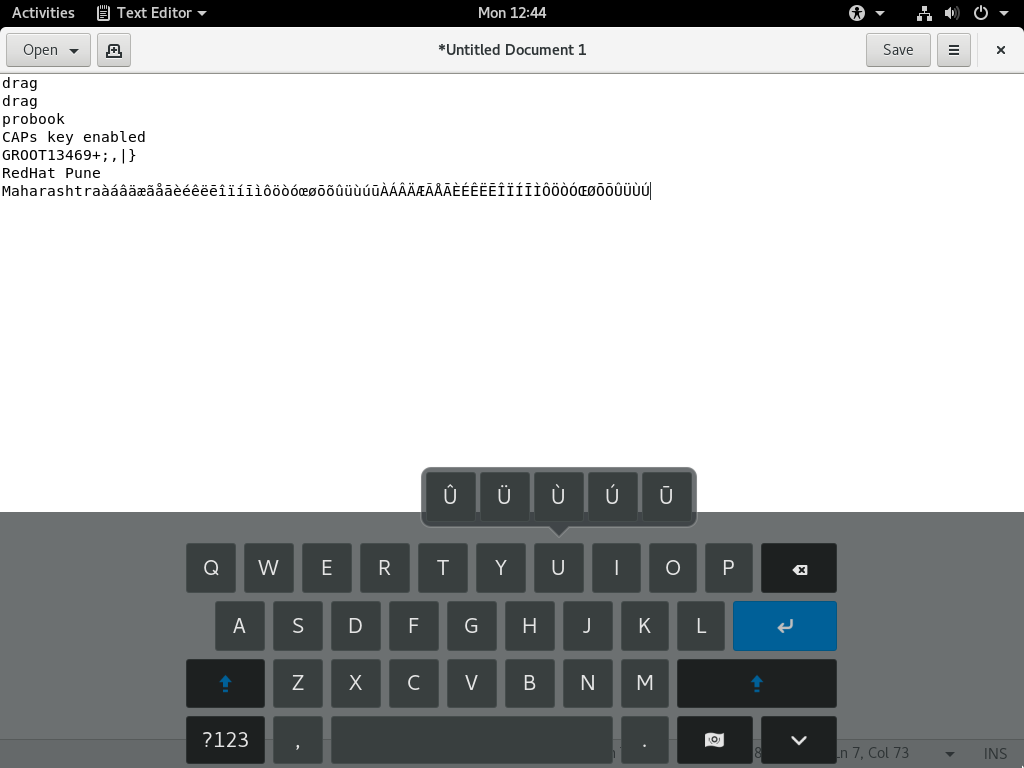 Activities Text Editor Mon 12:44
Open *Untitled Document 1 Save
drag
drag
probook
CAPs key enabled
GROOT13469+;,|}
RedHat Pune
MaharashtraàáâäæãåāèéêëēîïíīìôöòóœøōõûüùúūÀÁÂÄÆÃÅĀÈÉÊËĒÎÏÍĪÌÔÖÒÓŒØŌÕÛÜÙÚ
Û Ü Ù Ú Ū
Q W E R T Y U I O P
A S D F G H J K L
Z X C V B N M
?123 , .
Ln 7, Col 73 INS